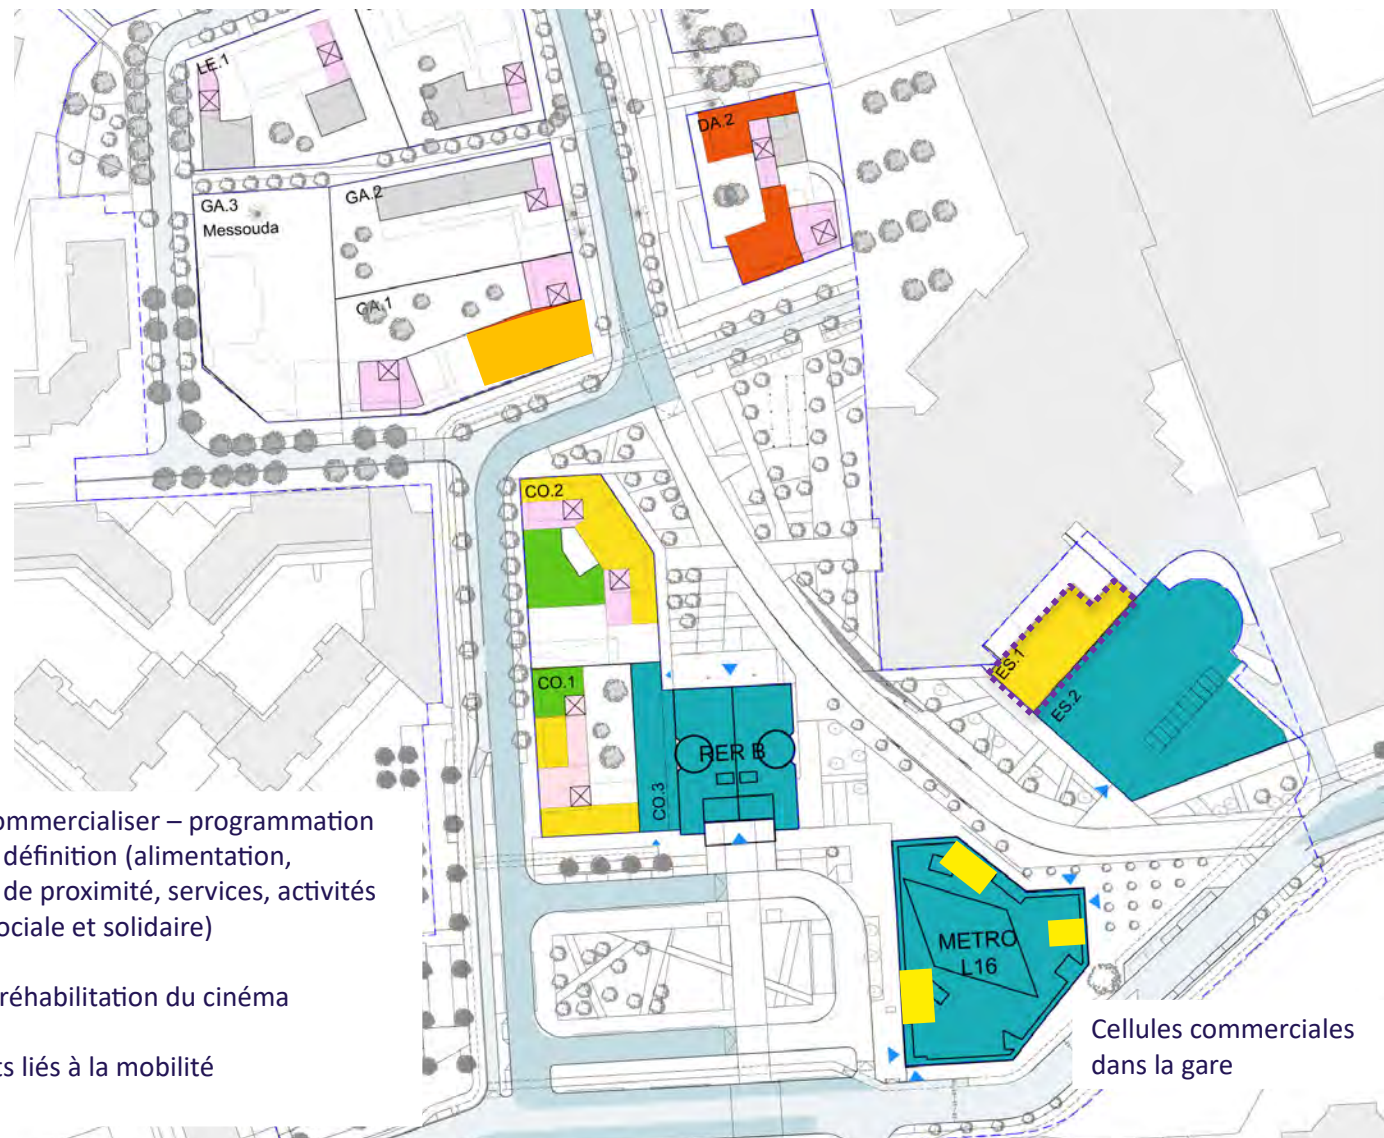 LE.1
DA.2
GA.3
Messouda
GA.2
GA.1
CO.2
CO.1
CO.3
RER B
ES.1
ES.2
METRO
L16
ommercialiser – programmation
définition (alimentation,
de proximité, services, activités
ociale et solidaire)
réhabilitation du cinéma
ts liés à la mobilité
Cellules commerciales
dans la gare